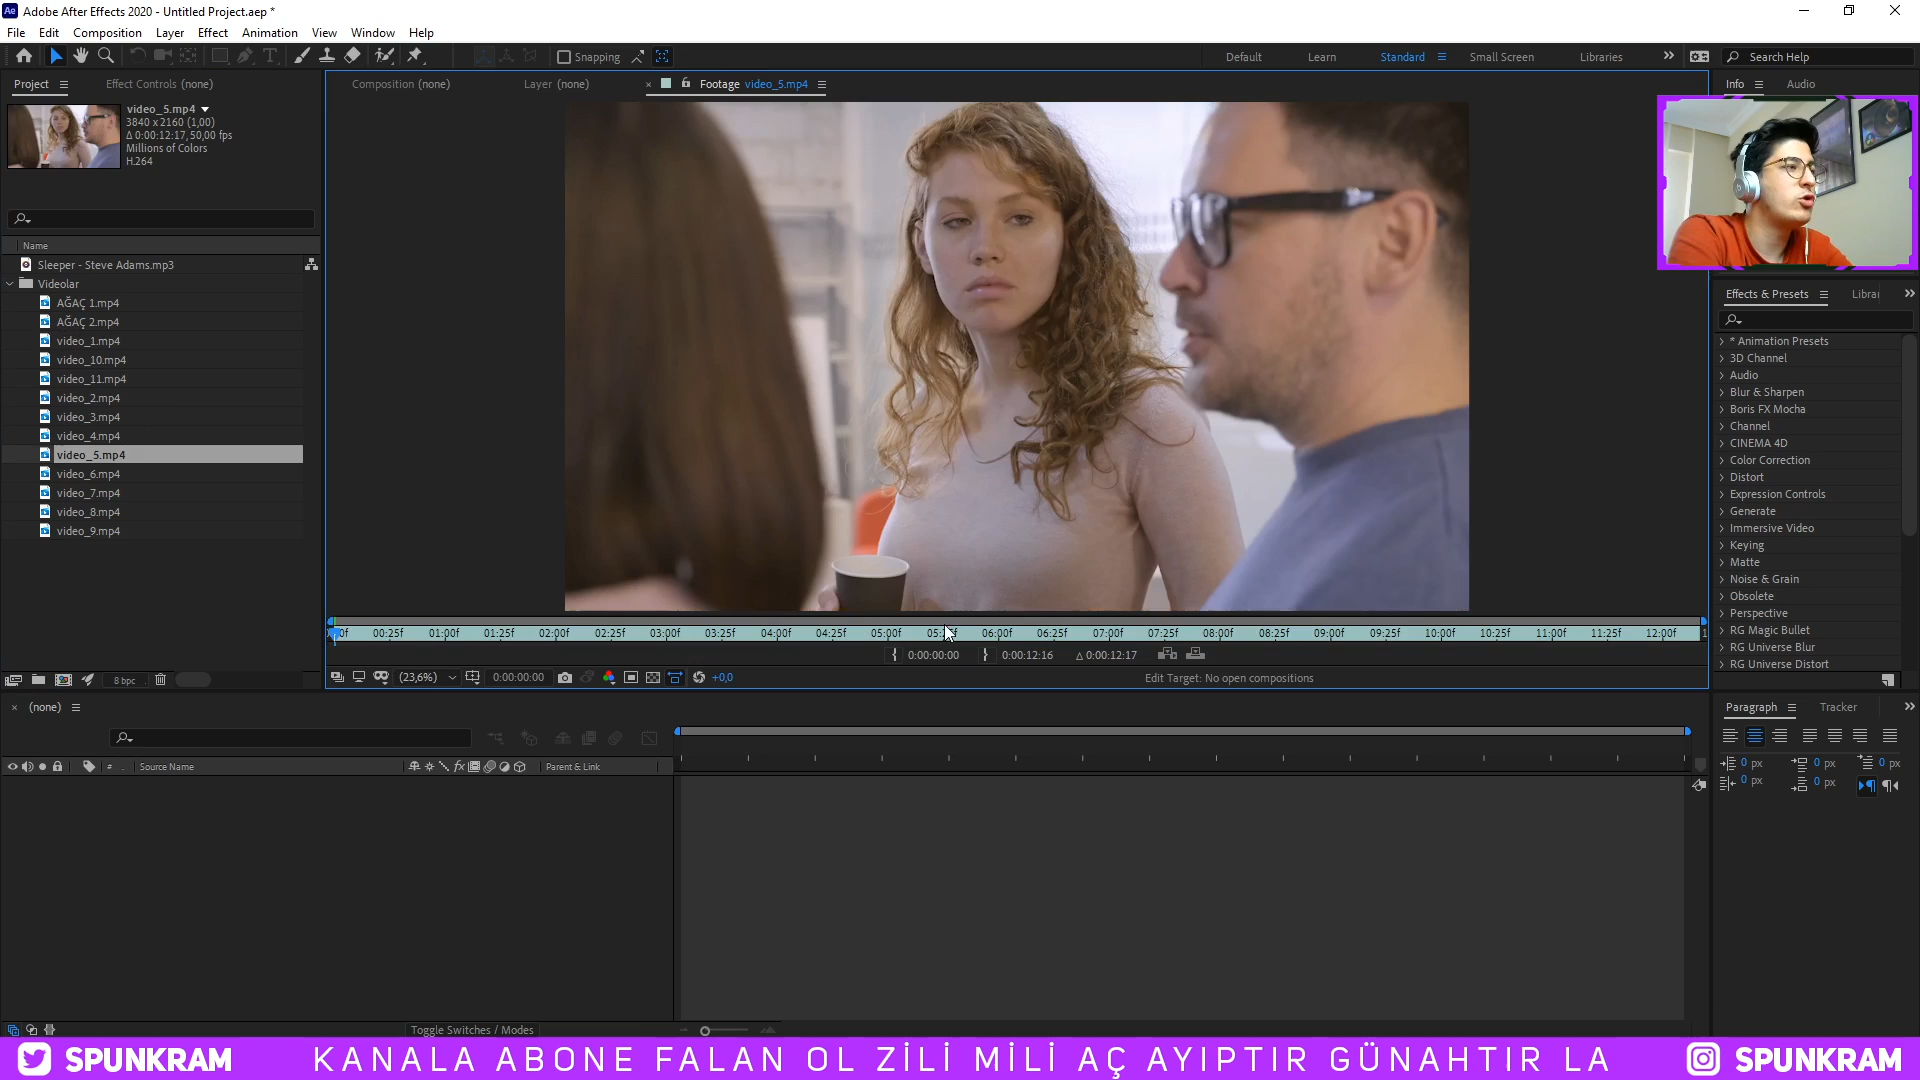 Adobe After Effects 2020 - Untitled Project.aep *
File Edit Composition Layer Effect Animation View Window Help
Snapping Default Learn Standard Small Screen Libraries Search Help
Project Effect Controls (none) Composition (none) Layer (none) Footage video_5.mp4 Info Audio
video_5.mp4
3840 x 2160 (1,00)
Δ 0:00:12:17, 50,00 fps
Millions of Colors
H.264
Name
Sleeper - Steve Adams.mp3
Videolar
AĞAÇ 1.mp4
AĞAÇ 2.mp4
video_1.mp4
video_10.mp4
video_11.mp4
video_2.mp4
video_3.mp4
video_4.mp4
video_5.mp4
video_6.mp4
video_7.mp4
video_8.mp4
video_9.mp4
8 bpc
00:25f 01:00f 01:25f 02:00f 02:25f 03:00f 03:25f 04:00f 04:25f 05:00f 06:00f 06:25f 07:00f 07:25f 08:00f 08:25f 09:00f 09:25f 10:00f 10:25f 11:00f 11:25f 12:00f
0:00:00:00 0:00:12:16 Δ 0:00:12:17
(23,6%) 0:00:00:00 +0,0 Edit Target: No open compositions
Effects & Presets
* Animation Presets
3D Channel
Audio
Blur & Sharpen
Boris FX Mocha
Channel
CINEMA 4D
Color Correction
Distort
Expression Controls
Generate
Immersive Video
Keying
Matte
Noise & Grain
Obsolete
Perspective
RG Magic Bullet
RG Universe Blur
RG Universe Distort
(none)
# Source Name Parent & Link
Paragraph Tracker
0 px 0 px 0 px
0 px 0 px
Toggle Switches / Modes
SPUNKRAM KANALA ABONE FALAN OL ZİLİ MİLİ AÇ AYIPTIR GÜNAHTIR LA SPUNKRAM